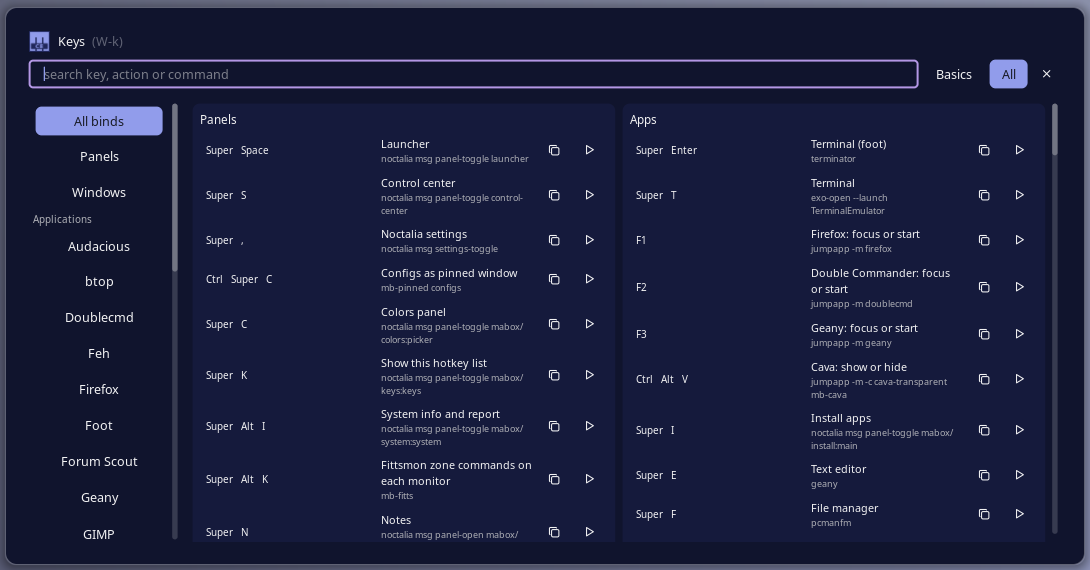 Keys (W-k)
search key, action or command
Basics
All
×
All binds
Panels
Windows
Applications
Audacious
btop
Doublecmd
Feh
Firefox
Foot
Forum Scout
Geany
GIMP
Panels
Super Space
Launcher
noctalia msg panel-toggle launcher
Super S
Control center
noctalia msg panel-toggle control-
center
Super ,
Noctalia settings
noctalia msg settings-toggle
Ctrl Super C
Configs as pinned window
mb-pinned configs
Super C
Colors panel
noctalia msg panel-toggle mabox/
colors:picker
Super K
Show this hotkey list
noctalia msg panel-toggle mabox/
keys:keys
Super Alt I
System info and report
noctalia msg panel-toggle mabox/
system:system
Super Alt K
Fittsmon zone commands on
each monitor
mb-fitts
Super N
Notes
noctalia msg panel-open mabox/
Apps
Super Enter
Terminal (foot)
terminator
Super T
Terminal
exo-open --launch
TerminalEmulator
F1
Firefox: focus or start
jumpapp -m firefox
F2
Double Commander: focus
or start
jumpapp -m doublecmd
F3
Geany: focus or start
jumpapp -m geany
Ctrl Alt V
Cava: show or hide
jumpapp -m -c cava-transparent
mb-cava
Super I
Install apps
noctalia msg panel-toggle mabox/
install:main
Super E
Text editor
geany
Super F
File manager
pcmanfm